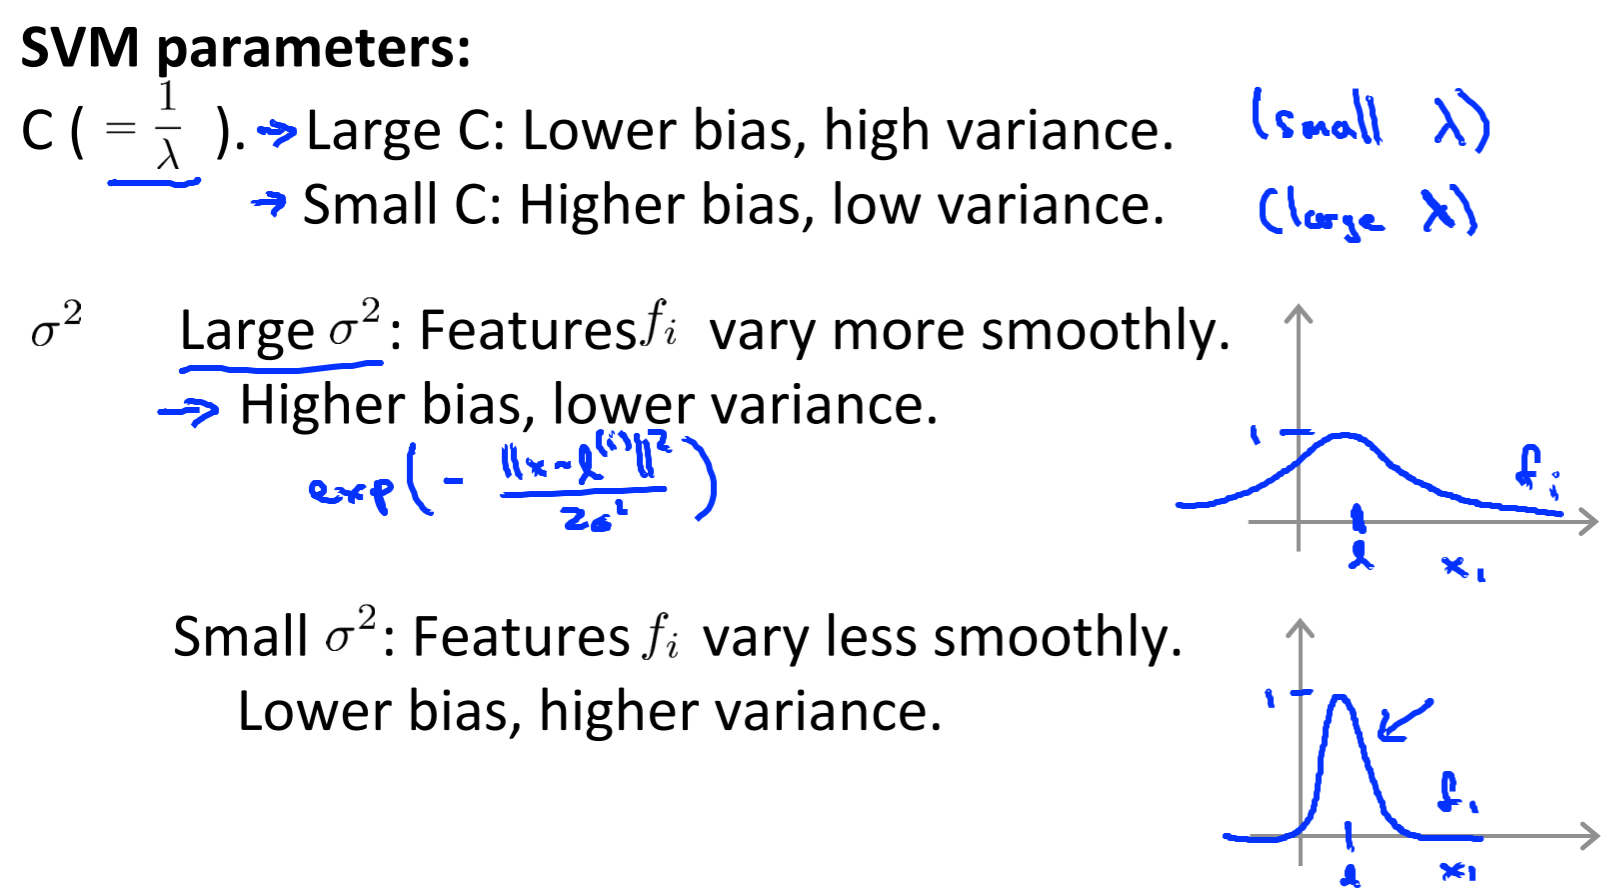 SVM parameters:
C ( = 1/λ ). → Large C: Lower bias, high variance. (small λ)
→ Small C: Higher bias, low variance. (large λ)
σ² Large σ² : Features fᵢ vary more smoothly.
→ Higher bias, lower variance.
exp(- ||x-l⁽ⁱ⁾||² / 2σ²)
1
fᵢ
l x₁
Small σ² : Features fᵢ vary less smoothly.
Lower bias, higher variance.
1
fᵢ
l x₁